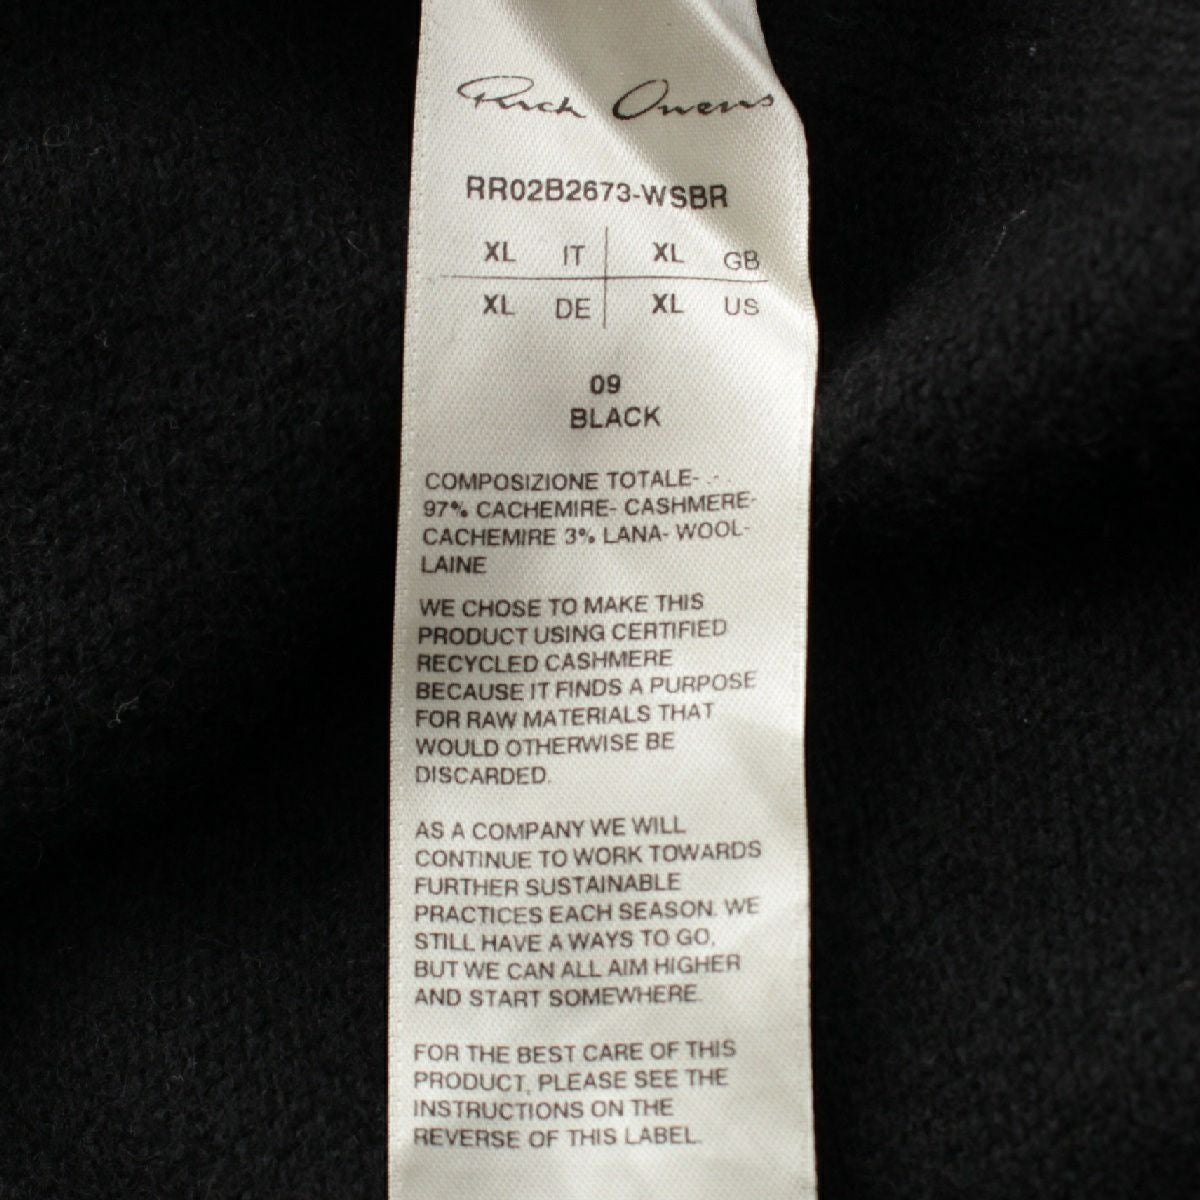 Rick Owens
RR02B2673-WSBR
XL IT XL GB
XL DE XL US
09
BLACK
COMPOSIZIONE TOTALE- -
97% CACHEMIRE- CASHMERE-
CACHEMIRE 3% LANA- WOOL-
LAINE
WE CHOSE TO MAKE THIS
PRODUCT USING CERTIFIED
RECYCLED CASHMERE
BECAUSE IT FINDS A PURPOSE
FOR RAW MATERIALS THAT
WOULD OTHERWISE BE
DISCARDED.
AS A COMPANY WE WILL
CONTINUE TO WORK TOWARDS
FURTHER SUSTAINABLE
PRACTICES EACH SEASON. WE
STILL HAVE A WAYS TO GO,
BUT WE CAN ALL AIM HIGHER
AND START SOMEWHERE.
FOR THE BEST CARE OF THIS
PRODUCT, PLEASE SEE THE
INSTRUCTIONS ON THE
REVERSE OF THIS LABEL.